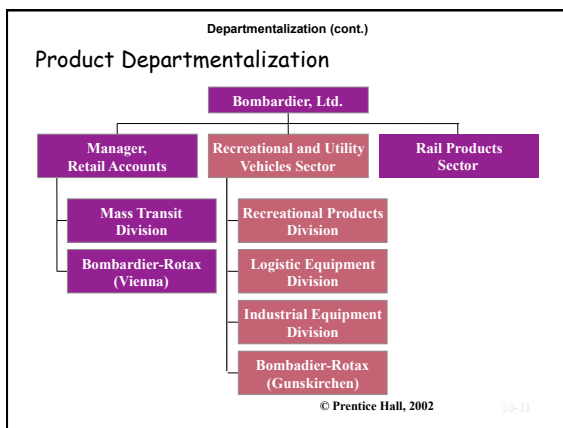 Departmentalization (cont.)
Product Departmentalization
Bombardier, Ltd.
Manager,
Retail Accounts
Recreational and Utility
Vehicles Sector
Rail Products
Sector
Mass Transit
Division
Bombardier-Rotax
(Vienna)
Recreational Products
Division
Logistic Equipment
Division
Industrial Equipment
Division
Bombadier-Rotax
(Gunskirchen)
© Prentice Hall, 2002
10-11